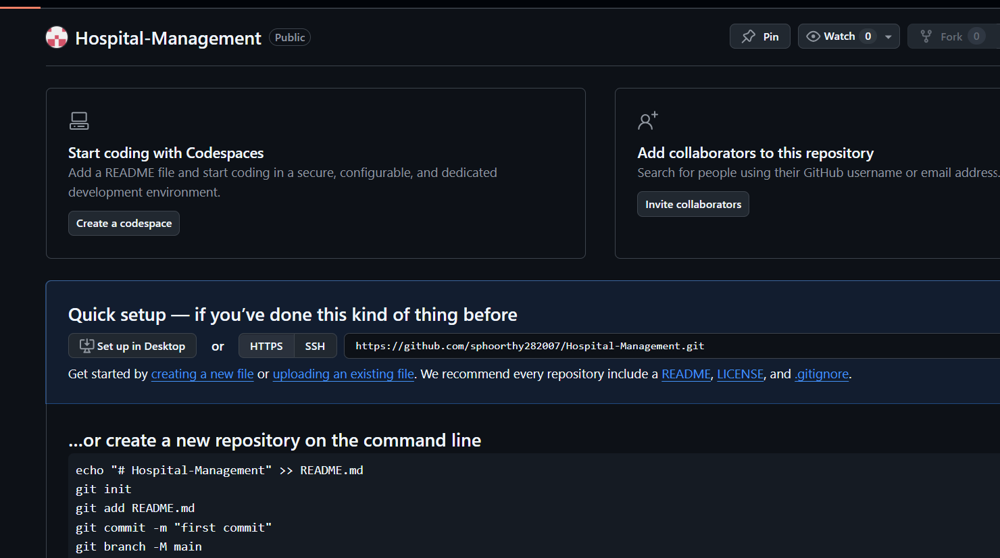 Hospital-Management Public
Pin
Watch 0
Fork 0
Start coding with Codespaces
Add a README file and start coding in a secure, configurable, and dedicated
development environment.
Create a codespace
Add collaborators to this repository
Search for people using their GitHub username or email address.
Invite collaborators
Quick setup — if you’ve done this kind of thing before
Set up in Desktop or HTTPS SSH https://github.com/sphoorthy282007/Hospital-Management.git
Get started by creating a new file or uploading an existing file. We recommend every repository include a README, LICENSE, and .gitignore.
…or create a new repository on the command line
echo "# Hospital-Management" >> README.md
git init
git add README.md
git commit -m "first commit"
git branch -M main